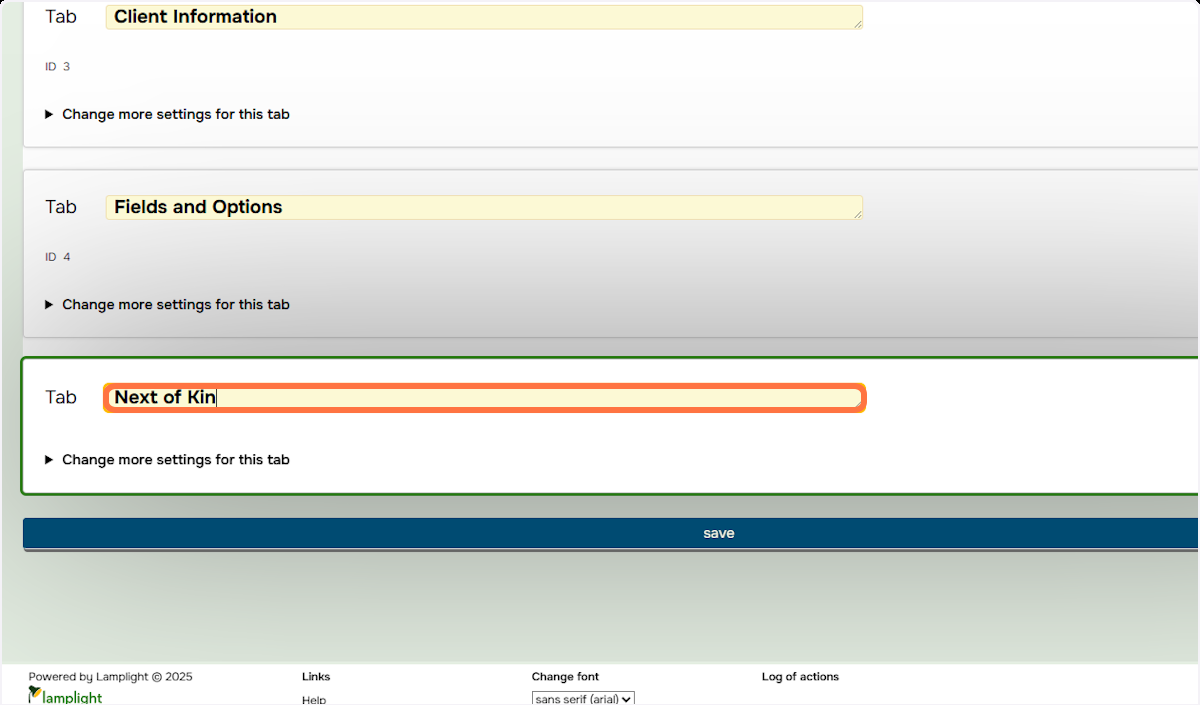 Tab Client Information
ID 3
Change more settings for this tab
Tab Fields and Options
ID 4
Change more settings for this tab
Tab Next of Kin
Change more settings for this tab
save
Powered by Lamplight © 2025 Links Change font Log of actions
lamplight Help sans serif (arial)